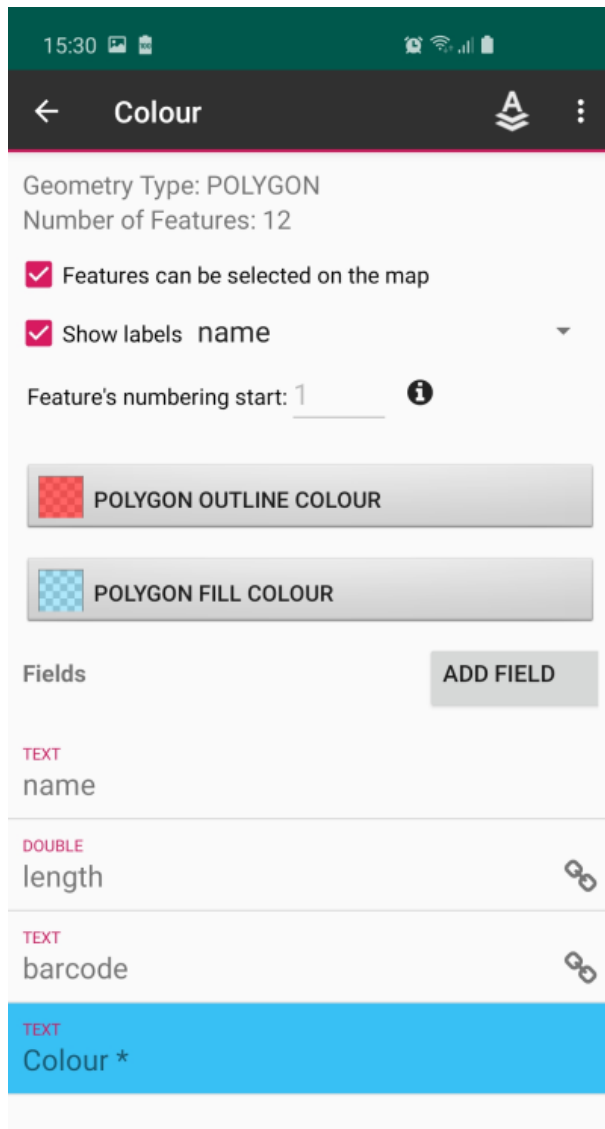 15:30
Colour
Geometry Type: POLYGON
Number of Features: 12
Features can be selected on the map
Show labels name
Feature's numbering start: 1
POLYGON OUTLINE COLOUR
POLYGON FILL COLOUR
Fields ADD FIELD
TEXT
name
DOUBLE
length
TEXT
barcode
TEXT
Colour *